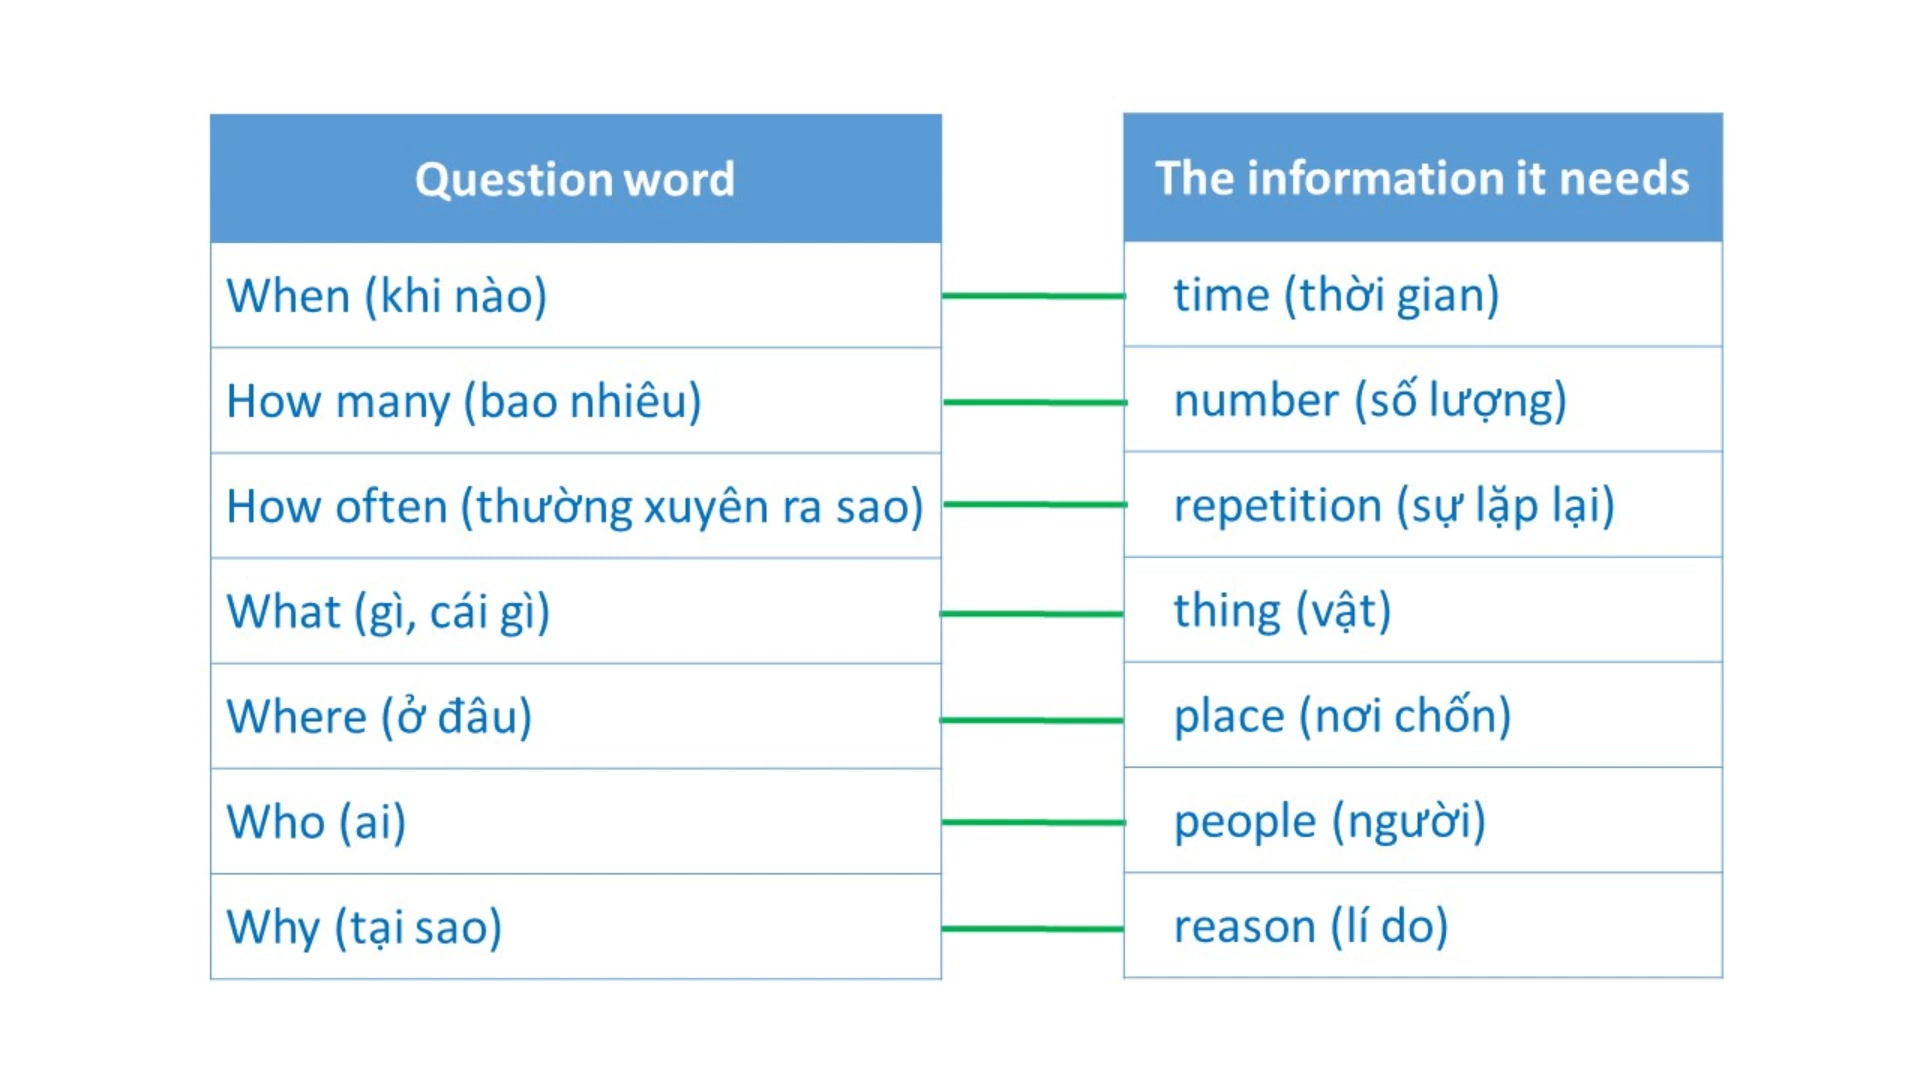 Question word
The information it needs
When (khi nào)
time (thời gian)
How many (bao nhiêu)
number (số lượng)
How often (thường xuyên ra sao)
repetition (sự lặp lại)
What (gì, cái gì)
thing (vật)
Where (ở đâu)
place (nơi chốn)
Who (ai)
people (người)
Why (tại sao)
reason (lí do)